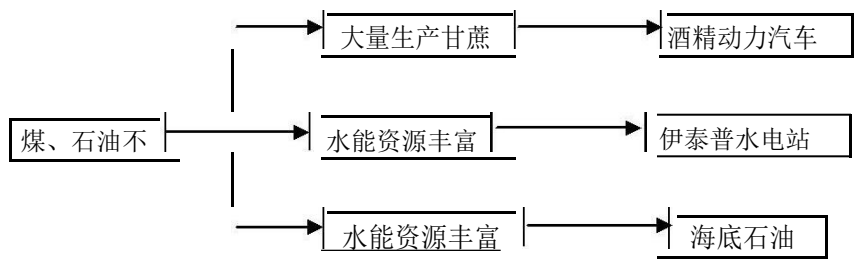 大量生产甘蔗
酒精动力汽车
煤、石油不
水能资源丰富
伊泰普水电站
水能资源丰富
海底石油